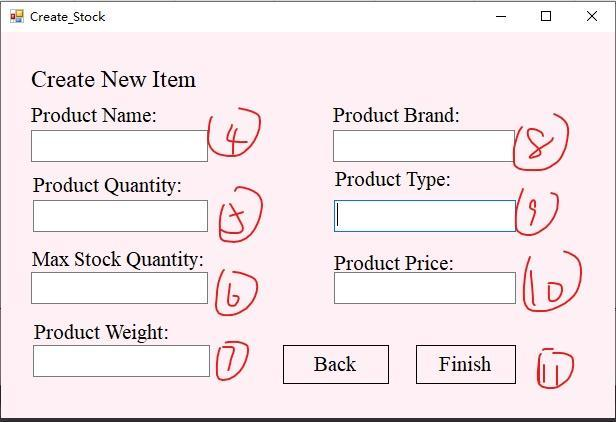 Create_Stock
Create New Item
Product Name:
4
Product Brand:
8
Product Quantity:
5
Product Type:
9
Max Stock Quantity:
6
Product Price:
10
Product Weight:
7
Back
Finish
11